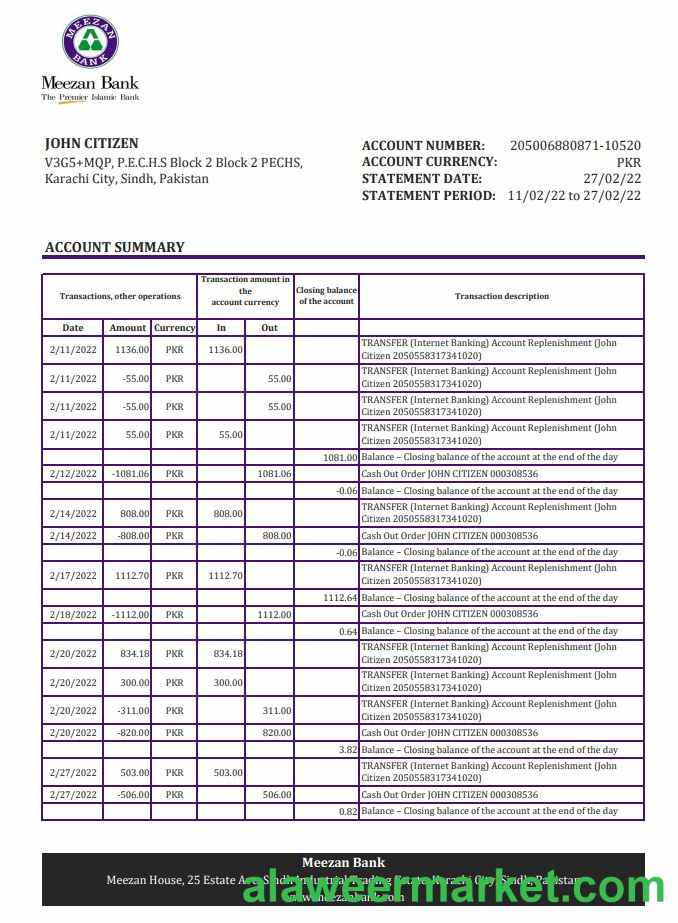 MEEZAN
BANK
Meezan Bank
The Premier Islamic Bank
JOHN CITIZEN
V3G5+MQP, P.E.C.H.S Block 2 Block 2 PECHS,
Karachi City, Sindh, Pakistan
ACCOUNT NUMBER: 205006880871-10520
ACCOUNT CURRENCY: PKR
STATEMENT DATE: 27/02/22
STATEMENT PERIOD: 11/02/22 to 27/02/22
ACCOUNT SUMMARY
Transactions, other operations
Transaction amount in
the
account currency
Closing balance
of the account
Transaction description
Date Amount Currency In Out
2/11/2022 1136.00 PKR 1136.00 TRANSFER (Internet Banking) Account Replenishment (John
Citizen 2050558317341020)
2/11/2022 -55.00 PKR 55.00 TRANSFER (Internet Banking) Account Replenishment (John
Citizen 2050558317341020)
2/11/2022 -55.00 PKR 55.00 TRANSFER (Internet Banking) Account Replenishment (John
Citizen 2050558317341020)
2/11/2022 55.00 PKR 55.00 TRANSFER (Internet Banking) Account Replenishment (John
Citizen 2050558317341020)
1081.00 Balance – Closing balance of the account at the end of the day
2/12/2022 -1081.06 PKR 1081.06 Cash Out Order JOHN CITIZEN 000308536
-0.06 Balance – Closing balance of the account at the end of the day
2/14/2022 808.00 PKR 808.00 TRANSFER (Internet Banking) Account Replenishment (John
Citizen 2050558317341020)
2/14/2022 -808.00 PKR 808.00 Cash Out Order JOHN CITIZEN 000308536
-0.06 Balance – Closing balance of the account at the end of the day
2/17/2022 1112.70 PKR 1112.70 TRANSFER (Internet Banking) Account Replenishment (John
Citizen 2050558317341020)
1112.64 Balance – Closing balance of the account at the end of the day
2/18/2022 -1112.00 PKR 1112.00 Cash Out Order JOHN CITIZEN 000308536
0.64 Balance – Closing balance of the account at the end of the day
2/20/2022 834.18 PKR 834.18 TRANSFER (Internet Banking) Account Replenishment (John
Citizen 2050558317341020)
2/20/2022 300.00 PKR 300.00 TRANSFER (Internet Banking) Account Replenishment (John
Citizen 2050558317341020)
2/20/2022 -311.00 PKR 311.00 TRANSFER (Internet Banking) Account Replenishment (John
Citizen 2050558317341020)
2/20/2022 -820.00 PKR 820.00 Cash Out Order JOHN CITIZEN 000308536
3.82 Balance – Closing balance of the account at the end of the day
2/27/2022 503.00 PKR 503.00 TRANSFER (Internet Banking) Account Replenishment (John
Citizen 2050558317341020)
2/27/2022 -506.00 PKR 506.00 Cash Out Order JOHN CITIZEN 000308536
0.82 Balance – Closing balance of the account at the end of the day
Meezan Bank
Meezan House, 25 Estate Ave, Sindh Industrial Trading Estate, Karachi City, Sindh, Pakistan
alaweermarket.com